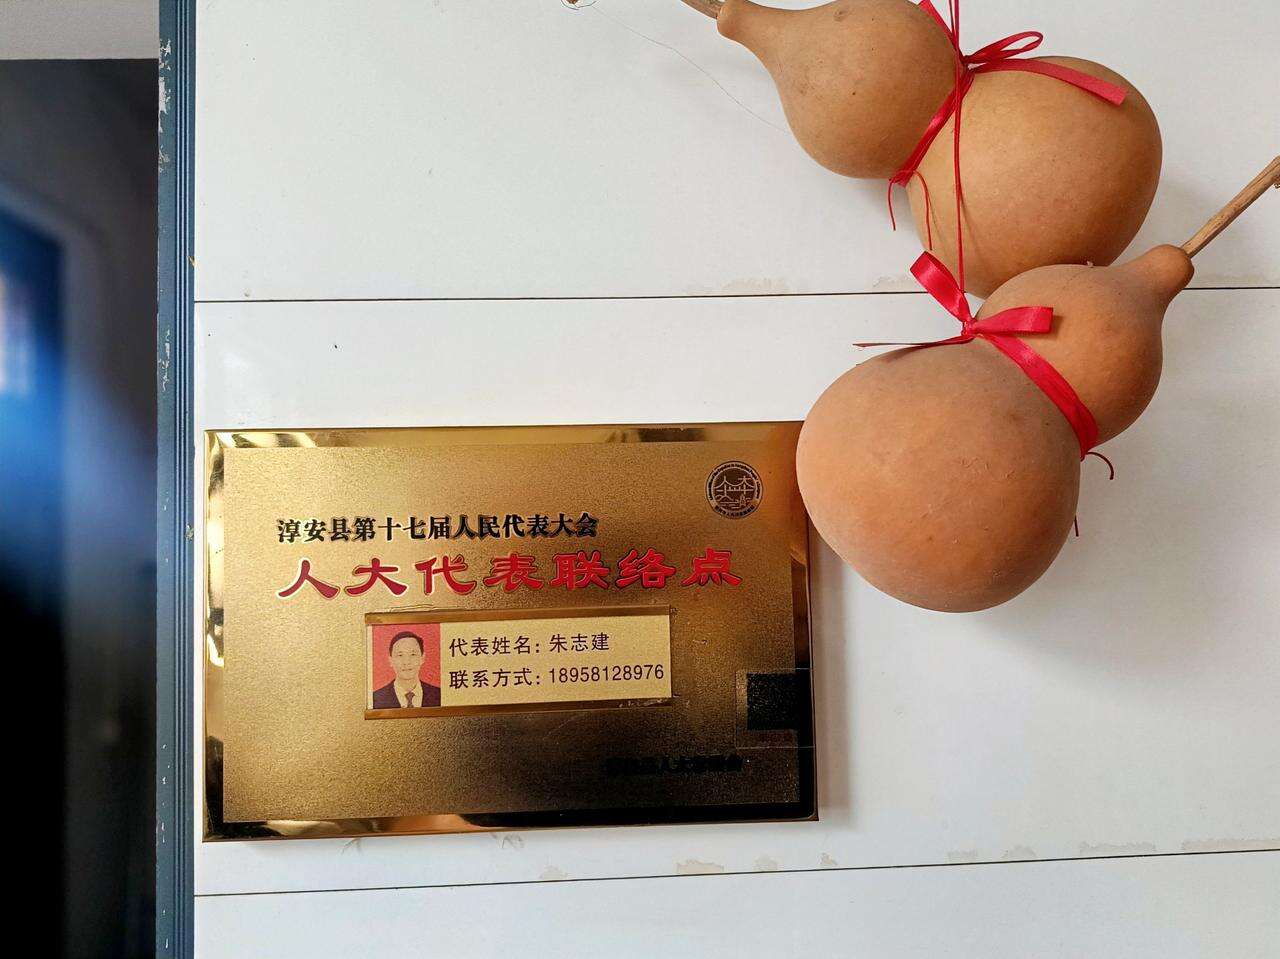 淳安县第十七届人民代表大会
人大代表联络点
代表姓名：朱志建
联系方式：18958128976